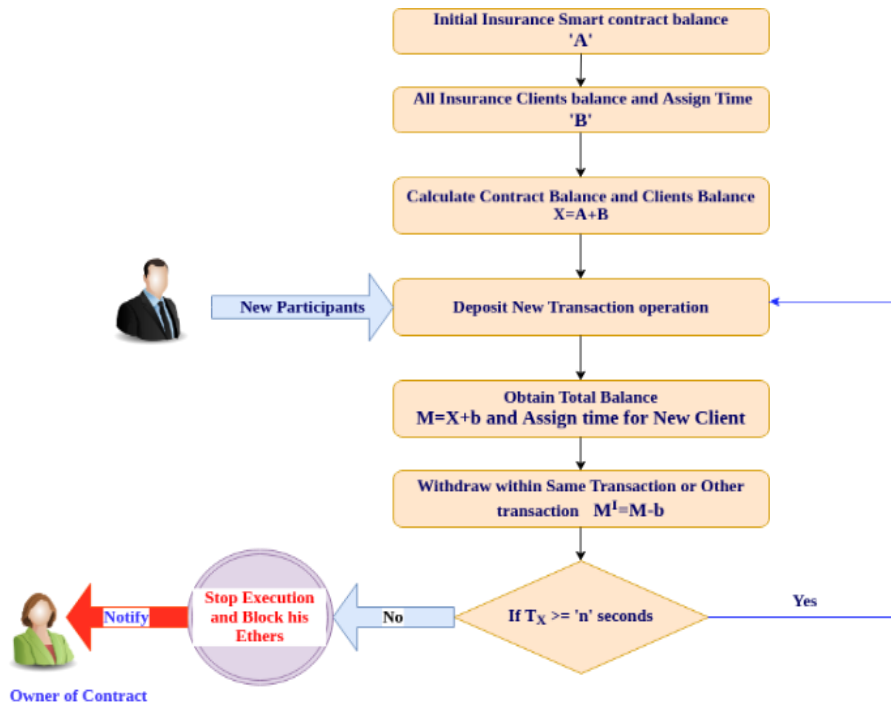 Initial Insurance Smart contract balance
'A'
All Insurance Clients balance and Assign Time
'B'
Calculate Contract Balance and Clients Balance
X=A+B
New Participants
Deposit New Transaction operation
Obtain Total Balance
M=X+b and Assign time for New Client
Withdraw within Same Transaction or Other
transaction M^I=M-b
If T_X >= 'n' seconds
Yes
No
Stop Execution
and Block his
Ethers
Notify
Owner of Contract